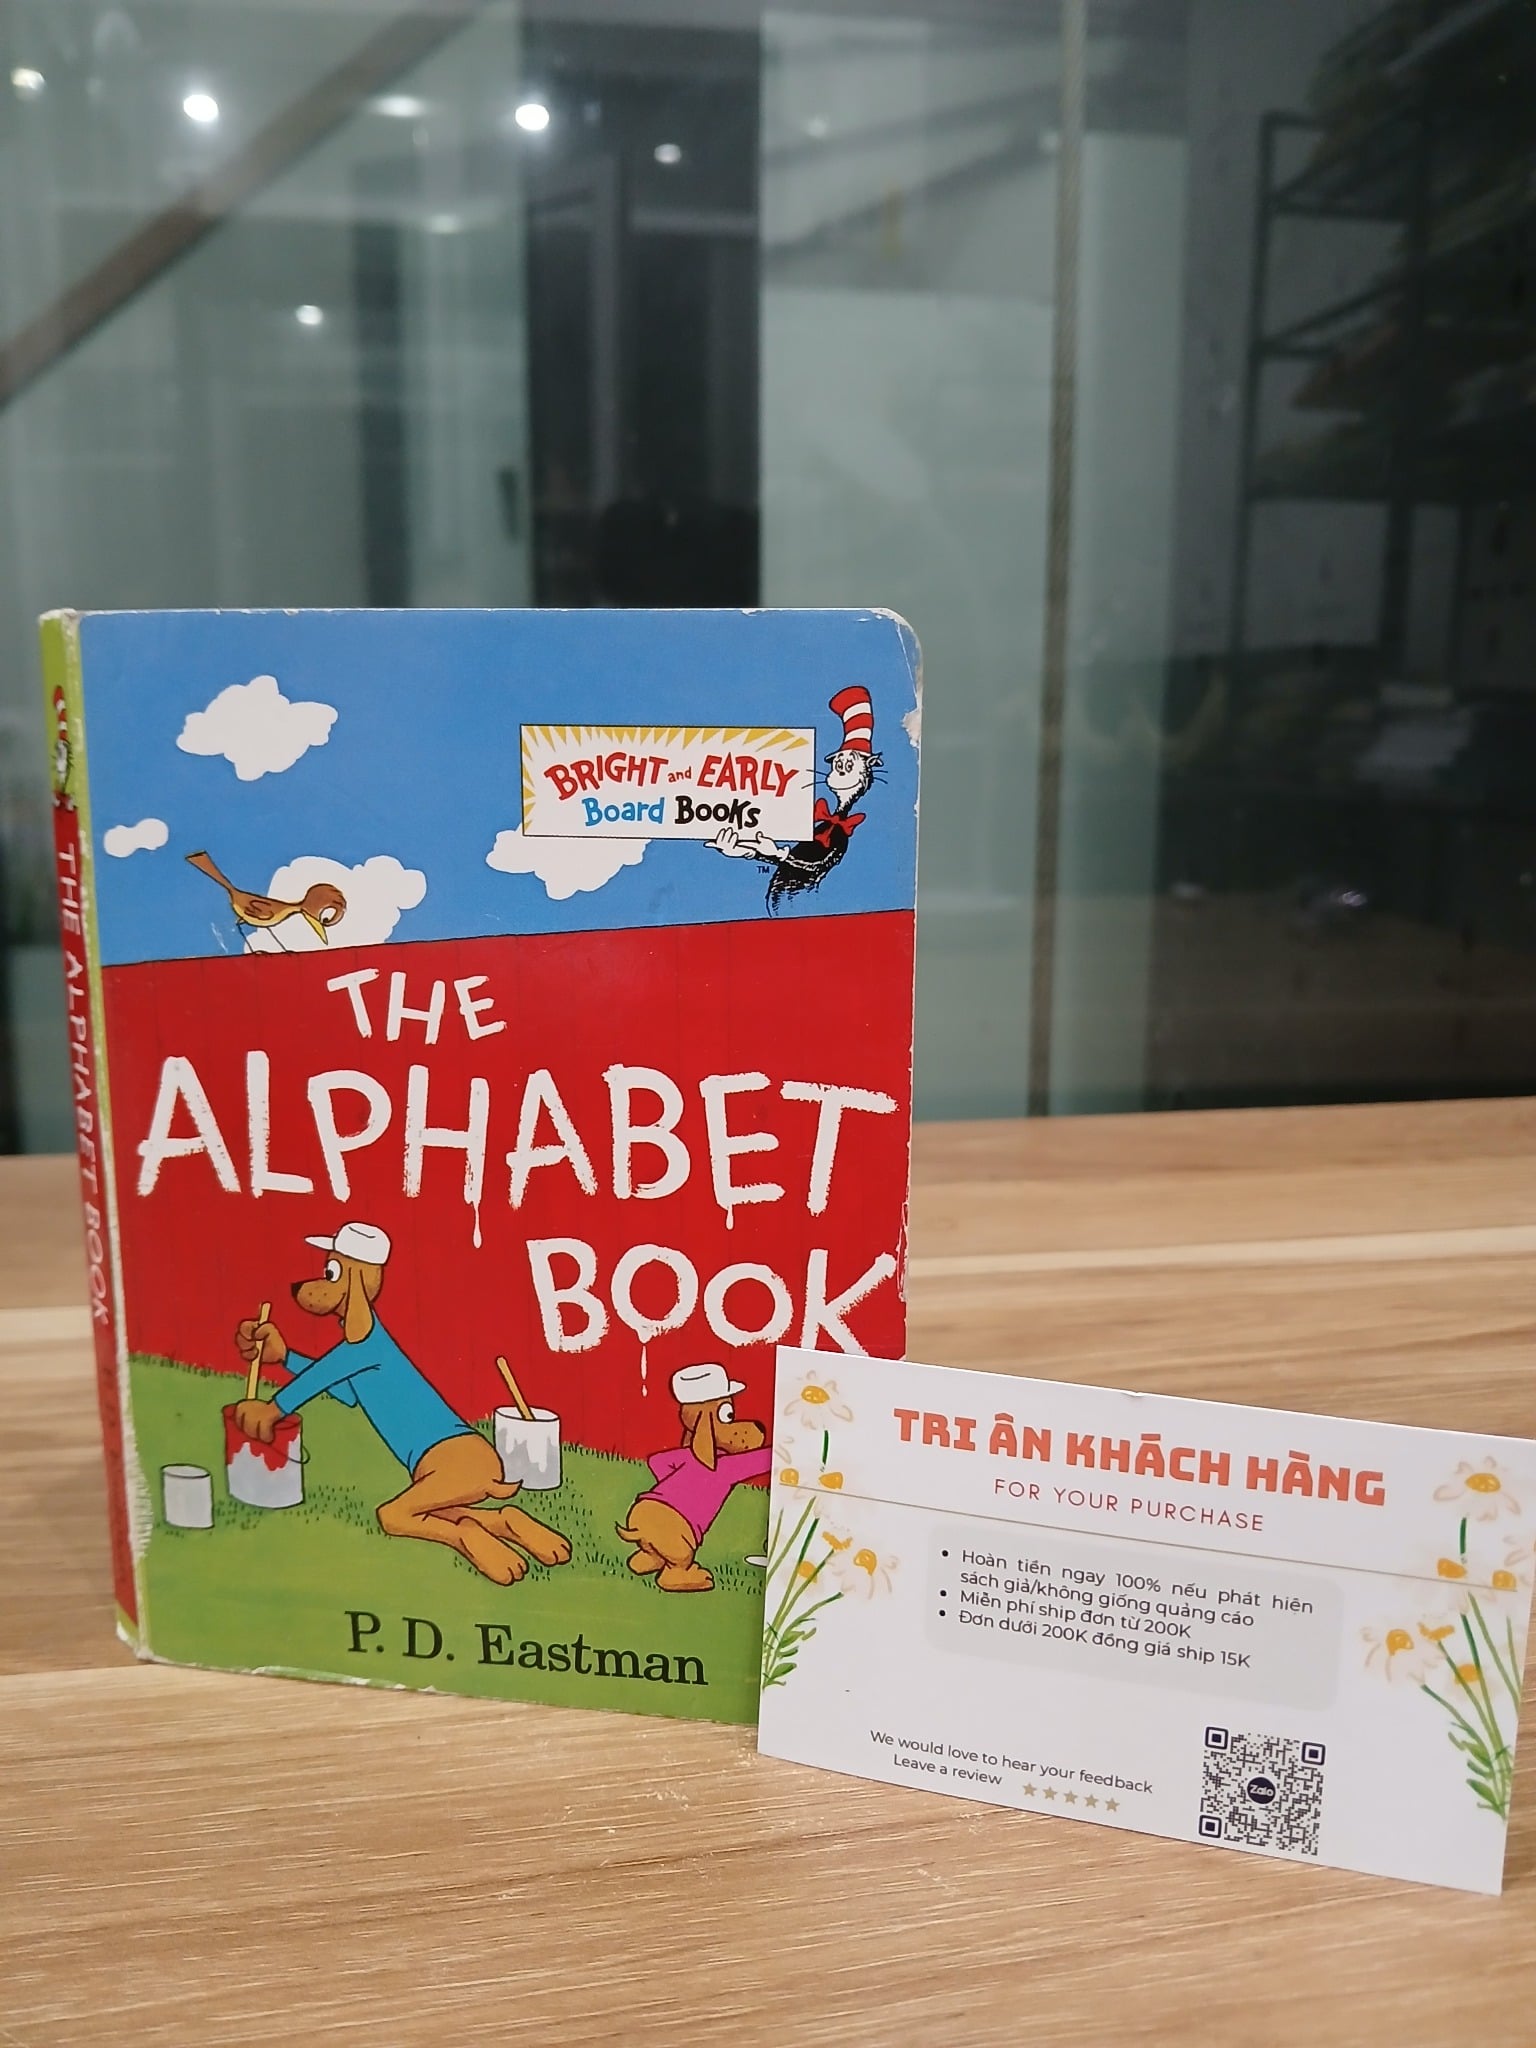 BRIGHT and EARLY
Board Books
TM
THE
ALPHABET
BOOK
P. D. Eastman
THE ALPHABET BOOK
TRI ÂN KHÁCH HÀNG
FOR YOUR PURCHASE
• Hoàn tiền ngay 100% nếu phát hiện
sách giả/không giống quảng cáo
• Miễn phí ship đơn từ 200K
• Đơn dưới 200K đồng giá ship 15K
We would love to hear your feedback
Leave a review
Zalo